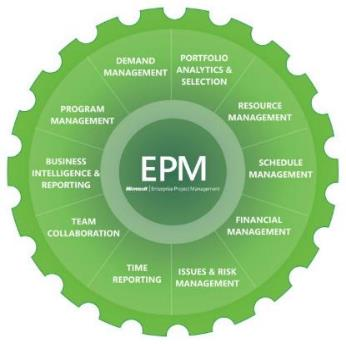 DEMAND
MANAGEMENT
PORTFOLIO
ANALYTICS &
SELECTION
RESOURCE
MANAGEMENT
SCHEDULE
MANAGEMENT
FINANCIAL
MANAGEMENT
ISSUES & RISK
MANAGEMENT
TIME
REPORTING
TEAM
COLLABORATION
BUSINESS
INTELLIGENCE &
REPORTING
PROGRAM
MANAGEMENT
EPM
Microsoft | Enterprise Project Management